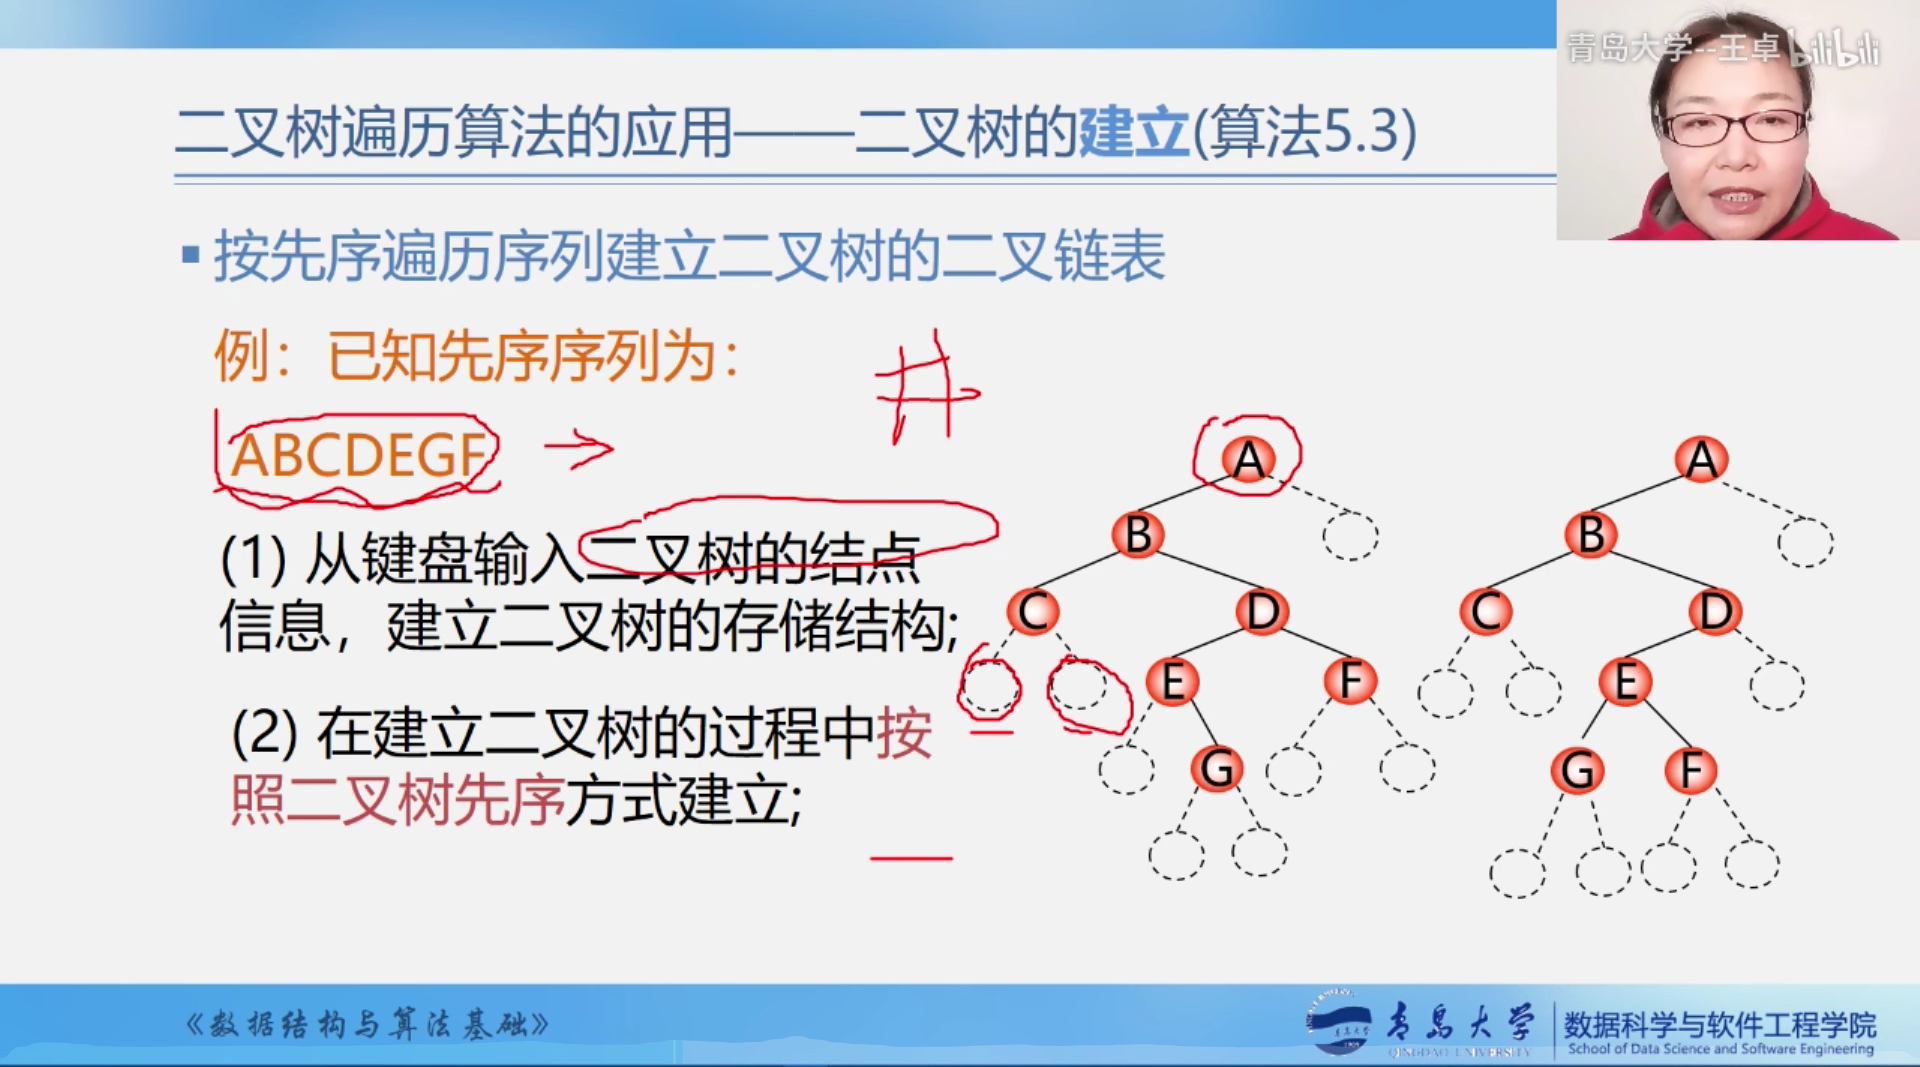 青岛大学--王卓 bilibili
二叉树遍历算法的应用——二叉树的建立(算法5.3)
▪按先序遍历序列建立二叉树的二叉链表
例：已知先序序列为：
#
ABCDEGF →
(1) 从键盘输入二叉树的结点
信息，建立二叉树的存储结构;
(2) 在建立二叉树的过程中按
照二叉树先序方式建立;
A
B
C D
E F
G
A
B
C D
E
G F
《数据结构与算法基础》
青岛大学
QINGDAO UNIVERSITY
数据科学与软件工程学院
School of Data Science and Software Engineering